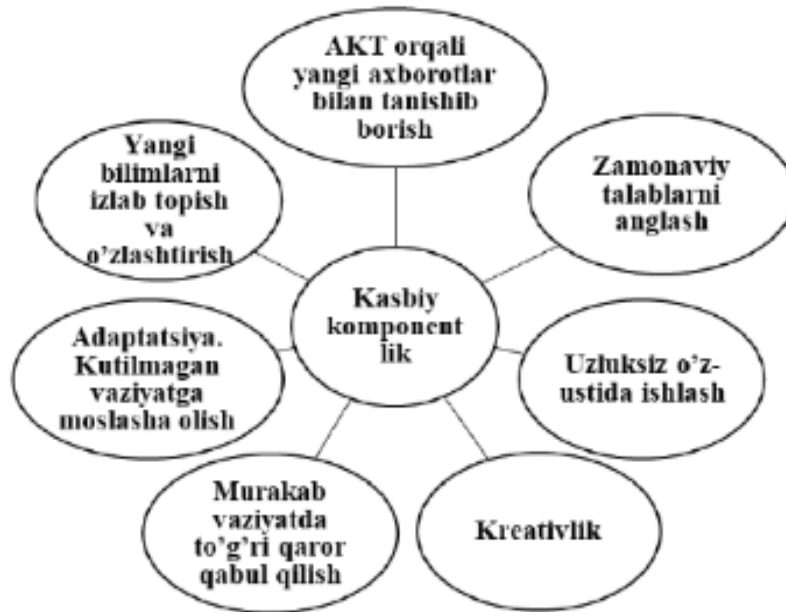 AKT orqali
yangi axborotlar
bilan tanishib
borish
Zamonaviy
talablarni
anglash
Uzluksiz o’z-
ustida ishlash
Kreativlik
Murakab
vaziyatda
to’g’ri qaror
qabul qilish
Adaptatsiya.
Kutilmagan
vaziyatga
moslasha olish
Yangi
bilimlarni
izlab topish
va
o’zlashtirish
Kasbiy
komponent
lik